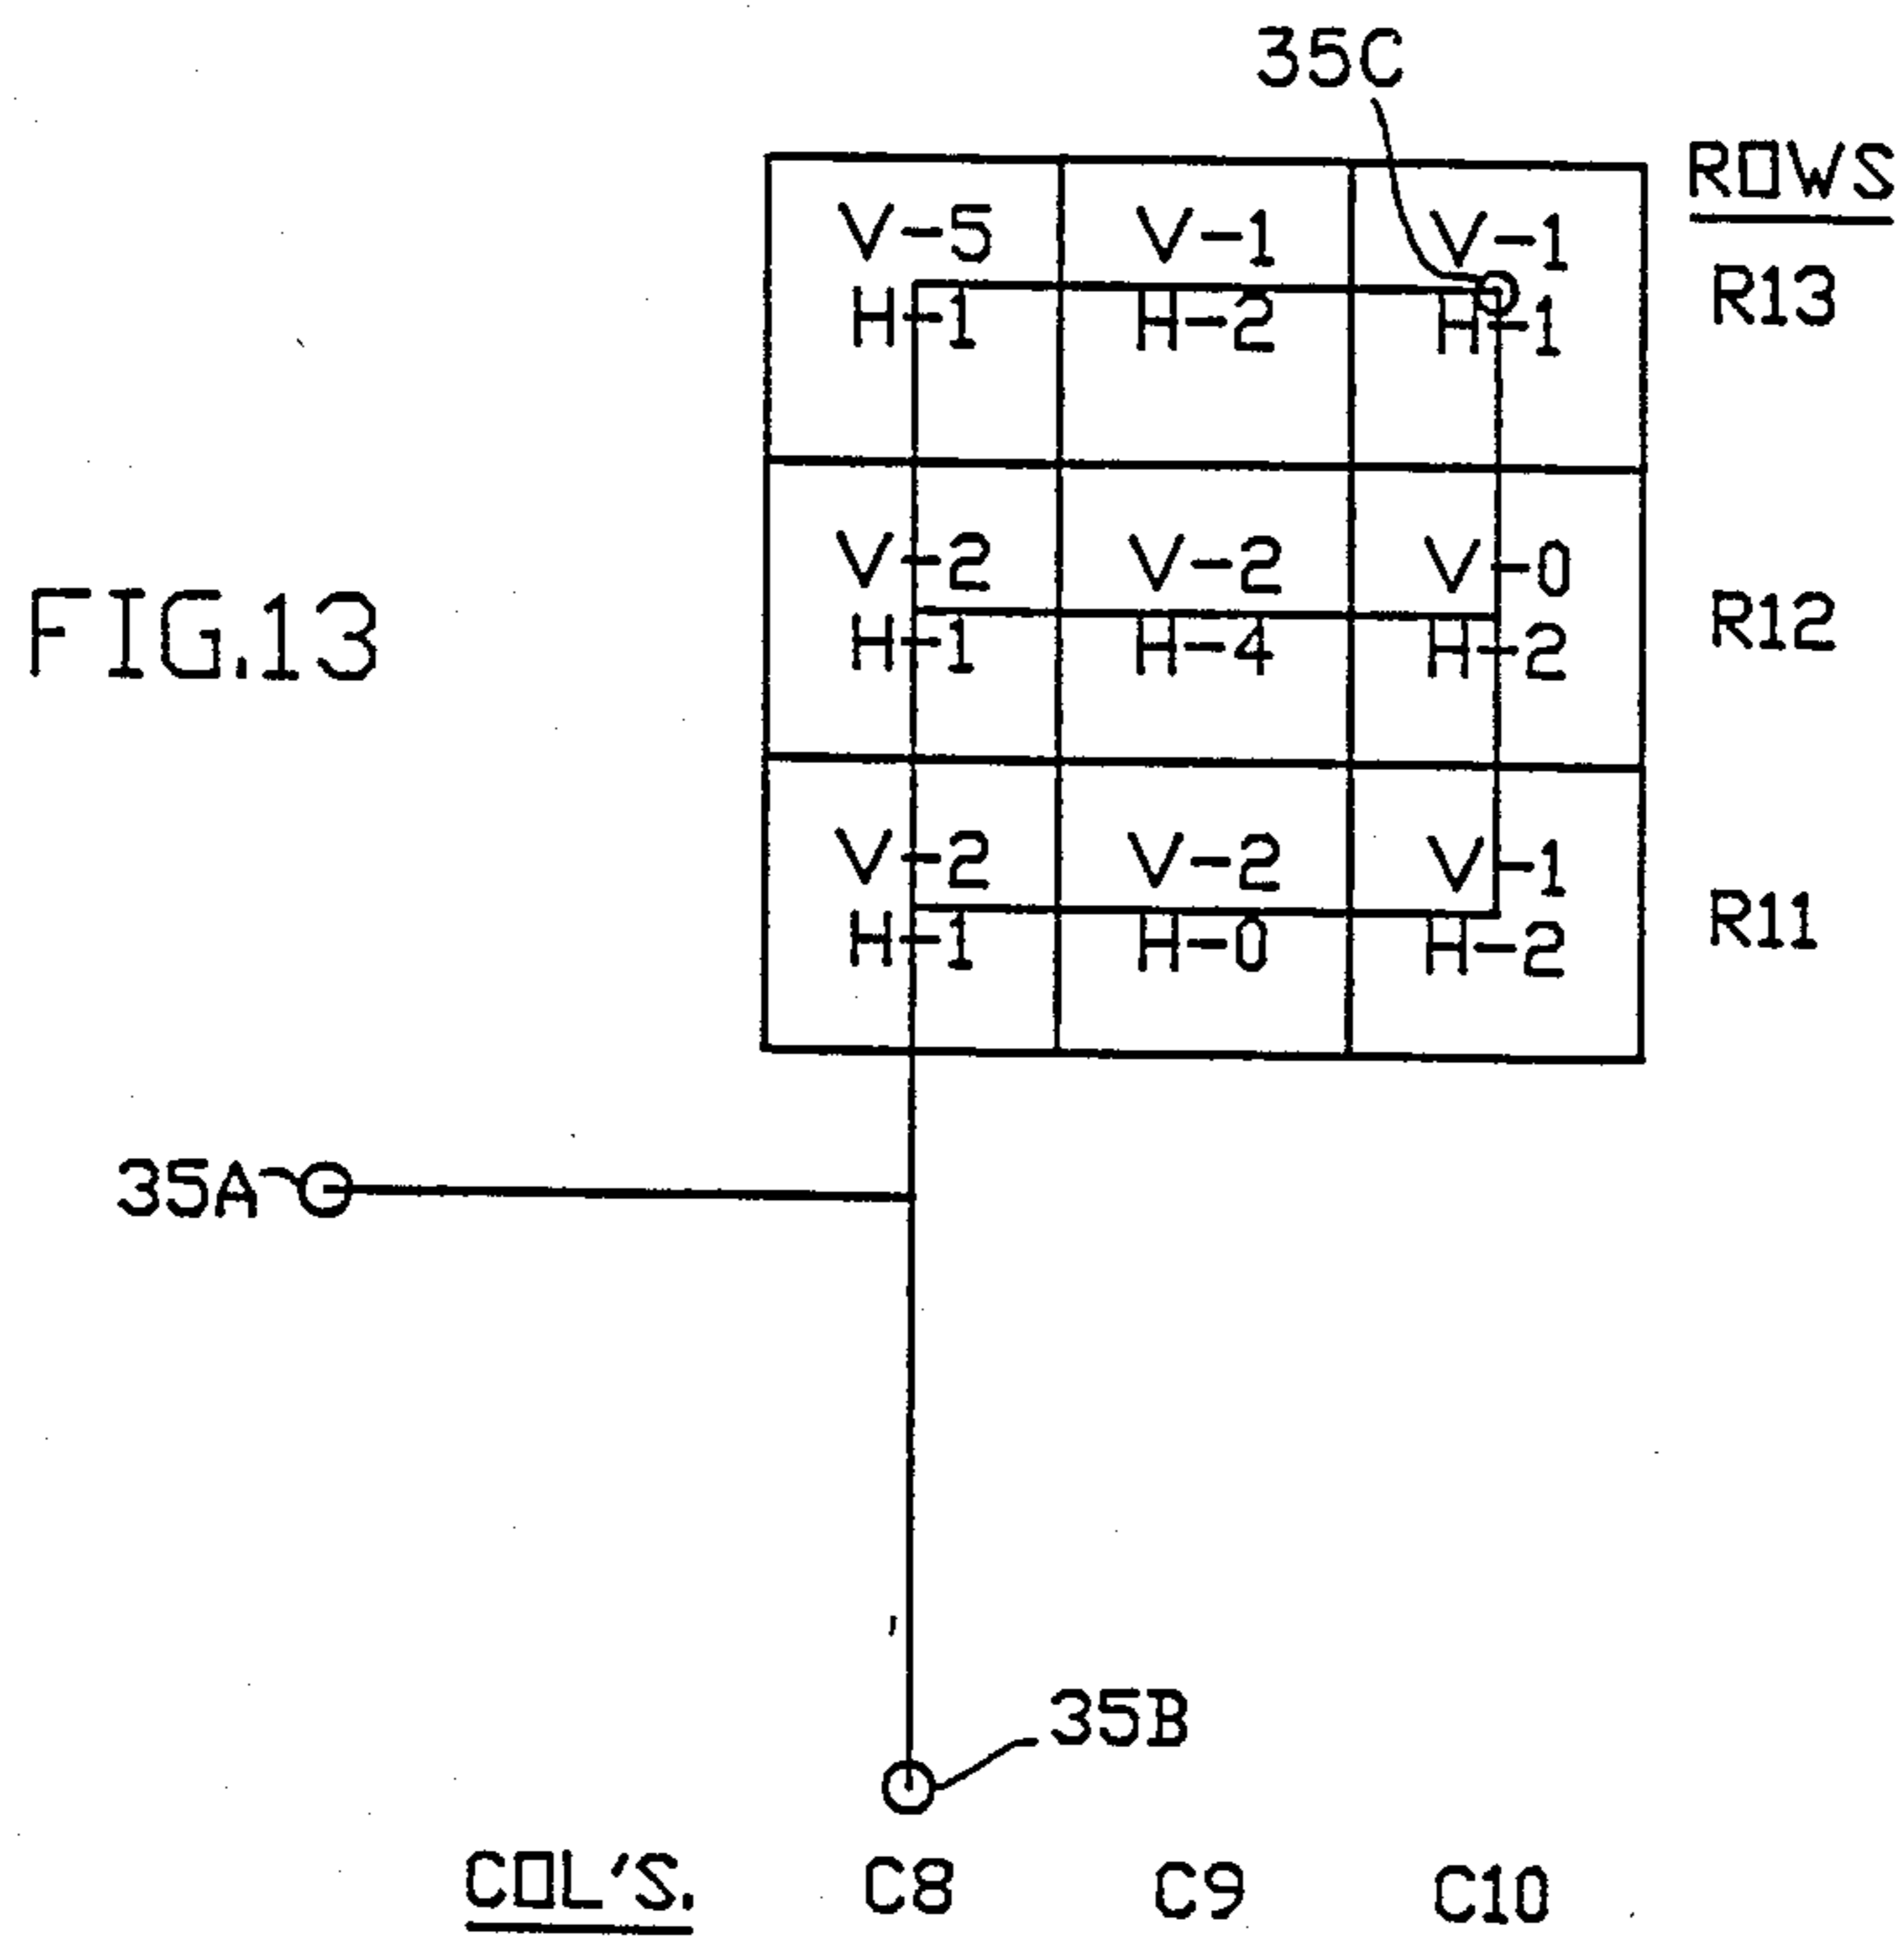 35C
ROWS
V-5 V-1 V-1
R13
H-1 H-2 H-1
V-2 V-2 V-0
FIG.13
R12
H-1 H-4 H-2
V-2 V-2 V-1
R11
H-1 H-0 H-2
35A
35B
COL'S. C8 C9 C10